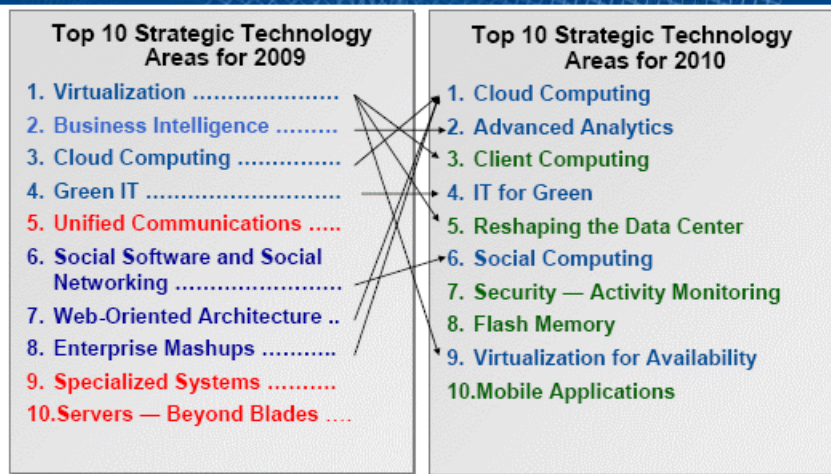 Top 10 Strategic Technology
Areas for 2009
1. Virtualization .....................
2. Business Intelligence .........
3. Cloud Computing ...............
4. Green IT ............................
5. Unified Communications .....
6. Social Software and Social
Networking ........................
7. Web-Oriented Architecture ..
8. Enterprise Mashups ...........
9. Specialized Systems ..........
10.Servers — Beyond Blades ....
Top 10 Strategic Technology
Areas for 2010
1. Cloud Computing
2. Advanced Analytics
3. Client Computing
4. IT for Green
5. Reshaping the Data Center
6. Social Computing
7. Security — Activity Monitoring
8. Flash Memory
9. Virtualization for Availability
10.Mobile Applications